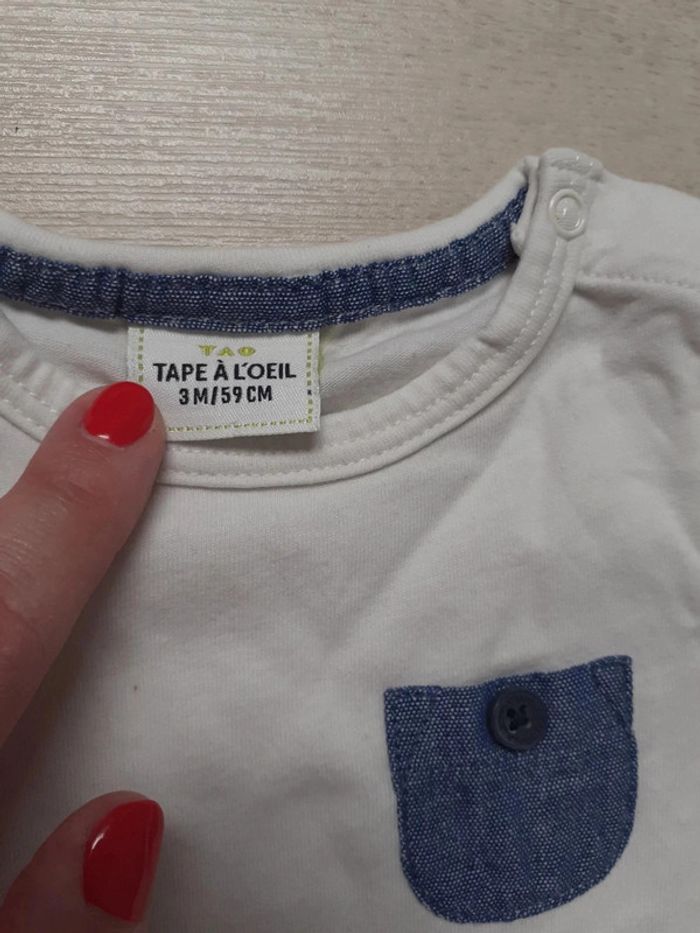 TAO
TAPE À L'OEIL
3M/59CM